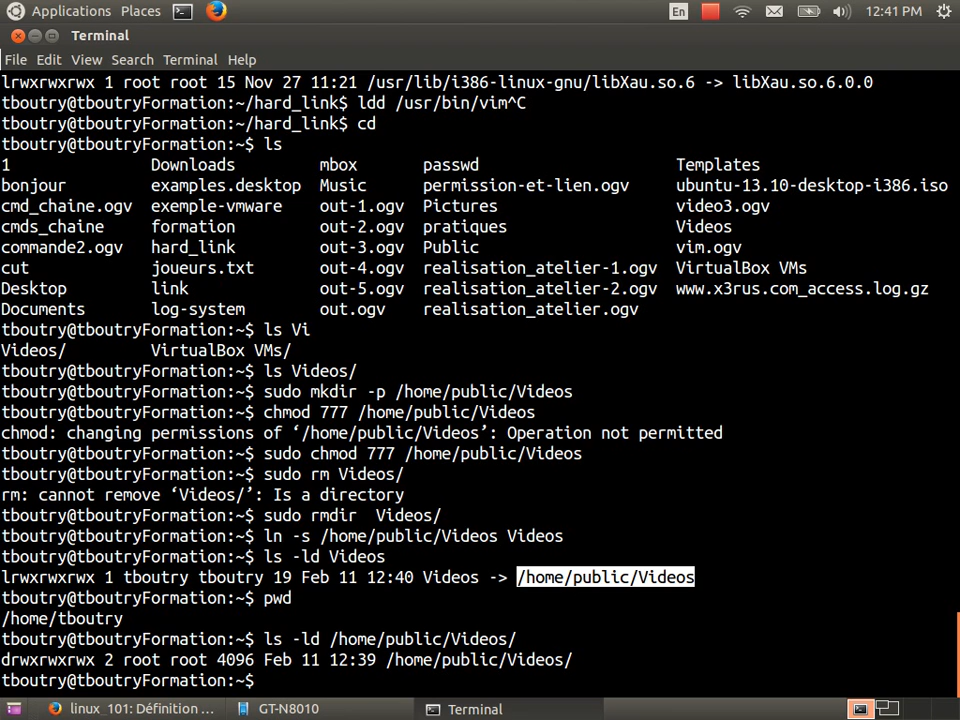 Applications Places En 12:41 PM
Terminal
File Edit View Search Terminal Help
lrwxrwxrwx 1 root root 15 Nov 27 11:21 /usr/lib/i386-linux-gnu/libXau.so.6 -> libXau.so.6.0.0
tboutry@tboutryFormation:~/hard_link$ ldd /usr/bin/vim^C
tboutry@tboutryFormation:~/hard_link$ cd
tboutry@tboutryFormation:~$ ls
1 Downloads mbox passwd Templates
bonjour examples.desktop Music permission-et-lien.ogv ubuntu-13.10-desktop-i386.iso
cmd_chaine.ogv exemple-vmware out-1.ogv Pictures video3.ogv
cmds_chaine formation out-2.ogv pratiques Videos
commande2.ogv hard_link out-3.ogv Public vim.ogv
cut joueurs.txt out-4.ogv realisation_atelier-1.ogv VirtualBox VMs
Desktop link out-5.ogv realisation_atelier-2.ogv www.x3rus.com_access.log.gz
Documents log-system out.ogv realisation_atelier.ogv
tboutry@tboutryFormation:~$ ls Vi
Videos/ VirtualBox VMs/
tboutry@tboutryFormation:~$ ls Videos/
tboutry@tboutryFormation:~$ sudo mkdir -p /home/public/Videos
tboutry@tboutryFormation:~$ chmod 777 /home/public/Videos
chmod: changing permissions of ‘/home/public/Videos’: Operation not permitted
tboutry@tboutryFormation:~$ sudo chmod 777 /home/public/Videos
tboutry@tboutryFormation:~$ sudo rm Videos/
rm: cannot remove ‘Videos/’: Is a directory
tboutry@tboutryFormation:~$ sudo rmdir  Videos/
tboutry@tboutryFormation:~$ ln -s /home/public/Videos Videos
tboutry@tboutryFormation:~$ ls -ld Videos
lrwxrwxrwx 1 tboutry tboutry 19 Feb 11 12:40 Videos -> /home/public/Videos
tboutry@tboutryFormation:~$ pwd
/home/tboutry
tboutry@tboutryFormation:~$ ls -ld /home/public/Videos/
drwxrwxrwx 2 root root 4096 Feb 11 12:39 /home/public/Videos/
tboutry@tboutryFormation:~$
linux_101: Définition ... GT-N8010 Terminal